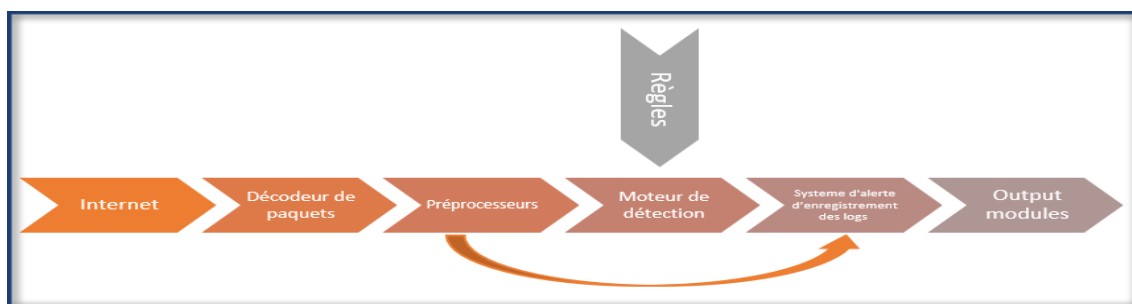 Règles
Internet
Décodeur de
paquets
Préprocesseurs
Moteur de
détection
Systeme d'alerte
d'enregistrement
des logs
Output
modules